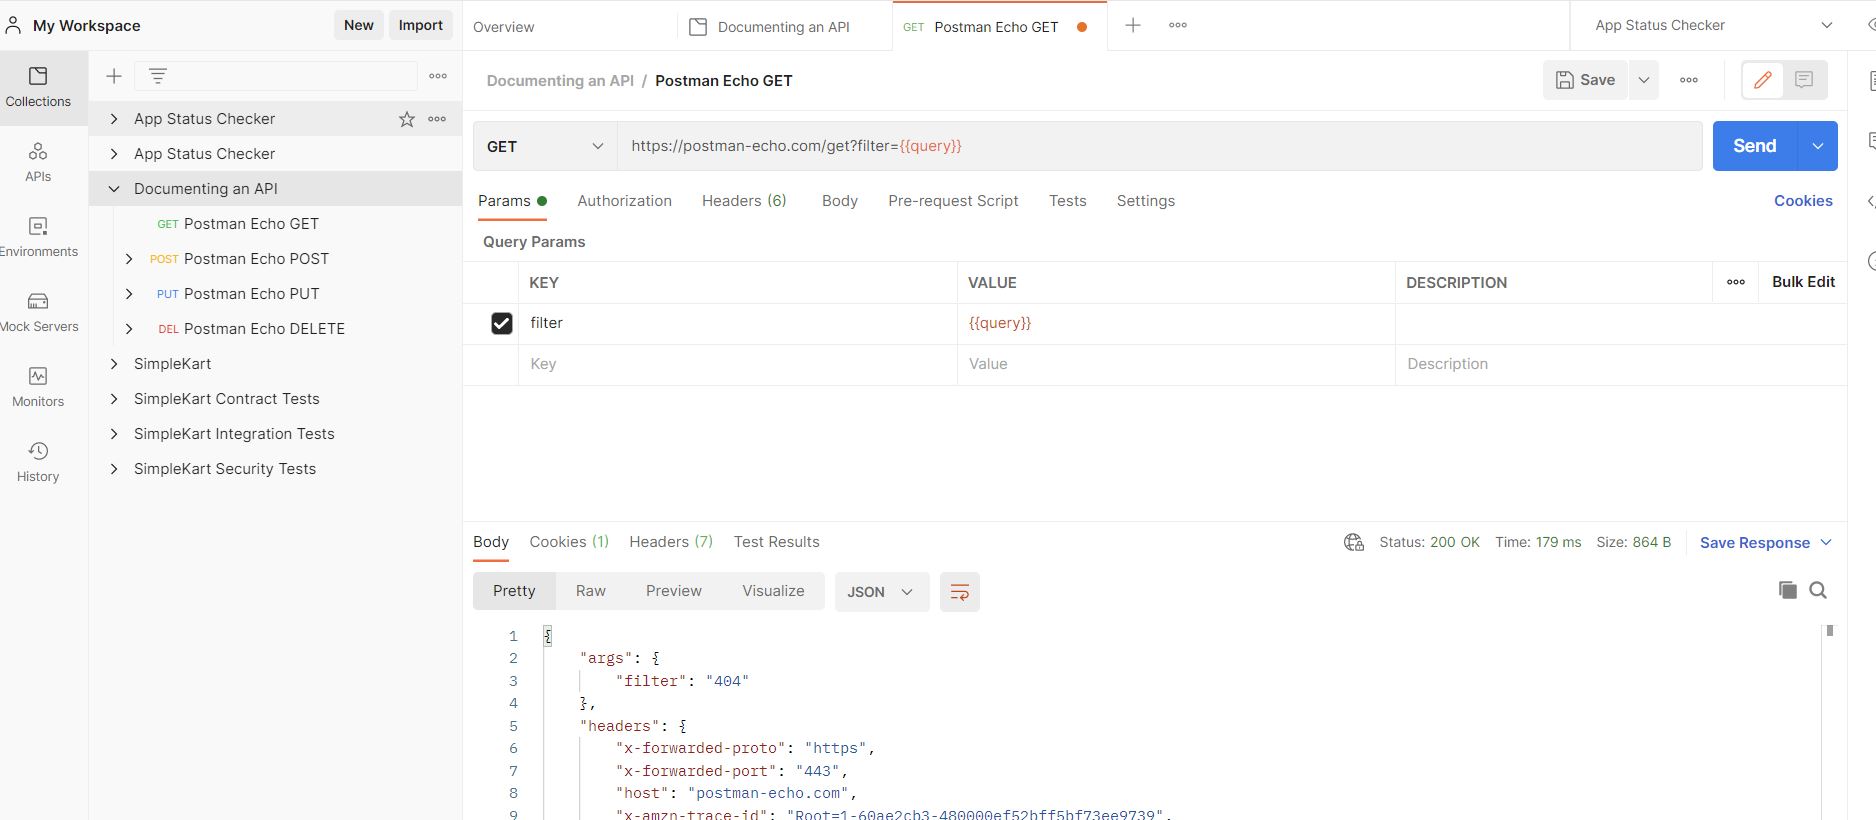 My Workspace
New
Import
Overview
Documenting an API
GET Postman Echo GET
App Status Checker
Collections
APIs
Environments
Mock Servers
Monitors
History
App Status Checker
App Status Checker
Documenting an API
GET Postman Echo GET
POST Postman Echo POST
PUT Postman Echo PUT
DEL Postman Echo DELETE
SimpleKart
SimpleKart Contract Tests
SimpleKart Integration Tests
SimpleKart Security Tests
Documenting an API / Postman Echo GET
Save
GET
https://postman-echo.com/get?filter={{query}}
Send
Params
Authorization
Headers (6)
Body
Pre-request Script
Tests
Settings
Cookies
Query Params
KEY
VALUE
DESCRIPTION
Bulk Edit
filter
{{query}}
Key
Value
Description
Body
Cookies (1)
Headers (7)
Test Results
Status: 200 OK
Time: 179 ms
Size: 864 B
Save Response
Pretty
Raw
Preview
Visualize
JSON
1 {
2 "args": {
3 "filter": "404"
4 },
5 "headers": {
6 "x-forwarded-proto": "https",
7 "x-forwarded-port": "443",
8 "host": "postman-echo.com",
9 "x-amzn-trace-id": "Root=1-60ae2cb3-480000ef52bff5bf73ee9739",